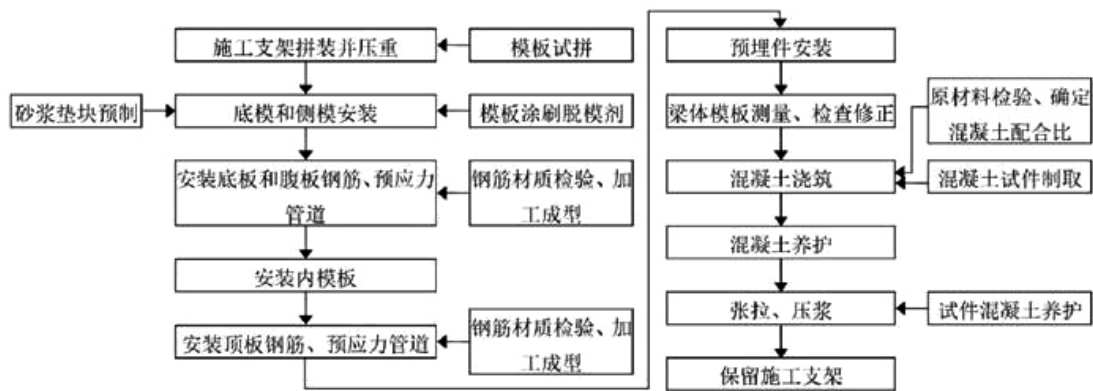 施工支架拼装并压重
模板试拼
砂浆垫块预制
底模和侧模安装
模板涂刷脱模剂
安装底板和腹板钢筋、预应力
管道
钢筋材质检验、加
工成型
安装内模板
安装顶板钢筋、预应力管道
钢筋材质检验、加
工成型
预埋件安装
梁体模板测量、检查修正
原材料检验、确定
混凝土配合比
混凝土浇筑
混凝土试件制取
混凝土养护
张拉、压浆
试件混凝土养护
保留施工支架